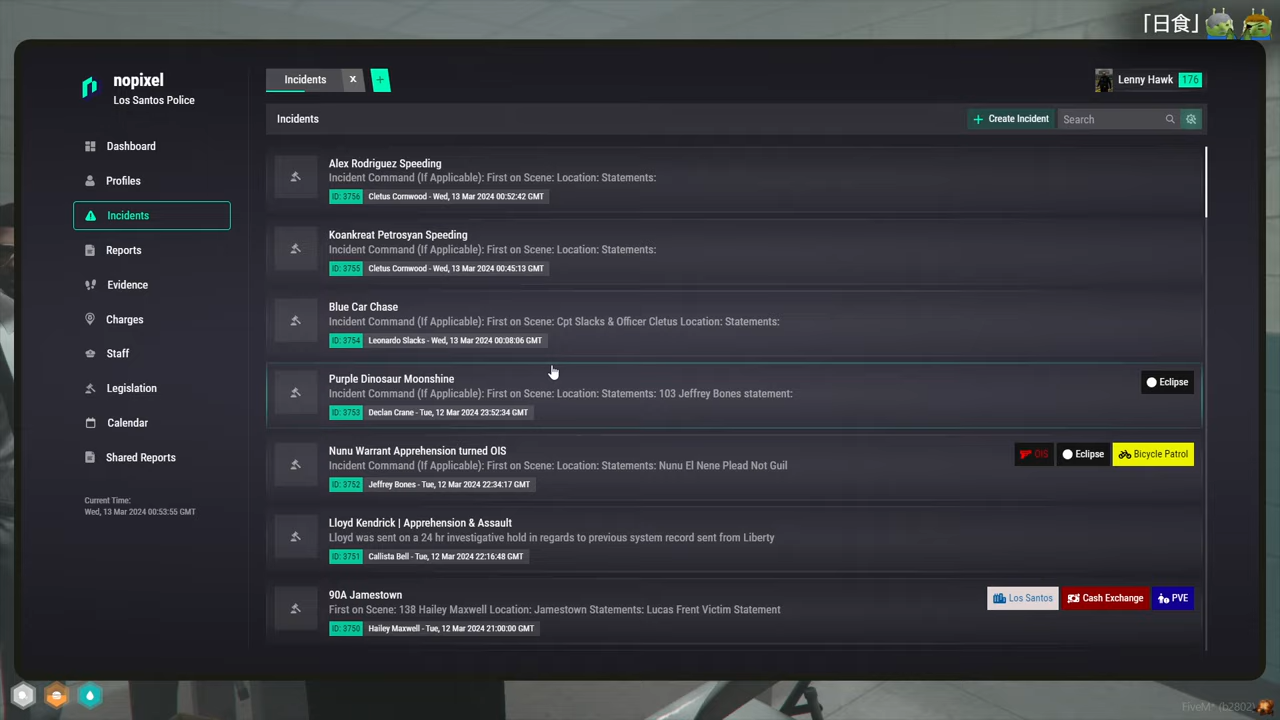 「日食」
nopixel
Los Santos Police
Incidents x +
Lenny Hawk 176
Incidents
+ Create Incident
Search
Dashboard
Profiles
Incidents
Reports
Evidence
Charges
Staff
Legislation
Calendar
Shared Reports
Current Time:
Wed, 13 Mar 2024 00:53:55 GMT
Alex Rodriguez Speeding
Incident Command (If Applicable): First on Scene: Location: Statements:
ID: 3756 Cletus Cornwood - Wed, 13 Mar 2024 00:52:42 GMT
Koankreat Petrosyan Speeding
Incident Command (If Applicable): First on Scene: Location: Statements:
ID: 3755 Cletus Cornwood - Wed, 13 Mar 2024 00:45:13 GMT
Blue Car Chase
Incident Command (If Applicable): First on Scene: Cpt Slacks & Officer Cletus Location: Statements:
ID: 3754 Leonardo Slacks - Wed, 13 Mar 2024 00:08:06 GMT
Purple Dinosaur Moonshine
Incident Command (If Applicable): First on Scene: Location: Statements: 103 Jeffrey Bones statement:
ID: 3753 Declan Crane - Tue, 12 Mar 2024 23:52:34 GMT
Eclipse
Nunu Warrant Apprehension turned OIS
Incident Command (If Applicable): First on Scene: Location: Statements: Nunu El Nene Plead Not Guil
ID: 3752 Jeffrey Bones - Tue, 12 Mar 2024 22:34:17 GMT
OIS Eclipse Bicycle Patrol
Lloyd Kendrick | Apprehension & Assault
Lloyd was sent on a 24 hr investigative hold in regards to previous system record sent from Liberty
ID: 3751 Callista Bell - Tue, 12 Mar 2024 22:16:48 GMT
90A Jamestown
First on Scene: 138 Hailey Maxwell Location: Jamestown Statements: Lucas Frent Victim Statement
ID: 3750 Hailey Maxwell - Tue, 12 Mar 2024 21:00:00 GMT
Los Santos Cash Exchange PVE
FiveM* (b2802)